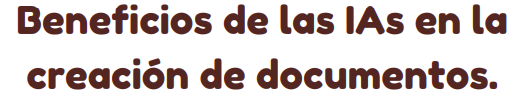 Beneficios de las IAs en la
creación de documentos.